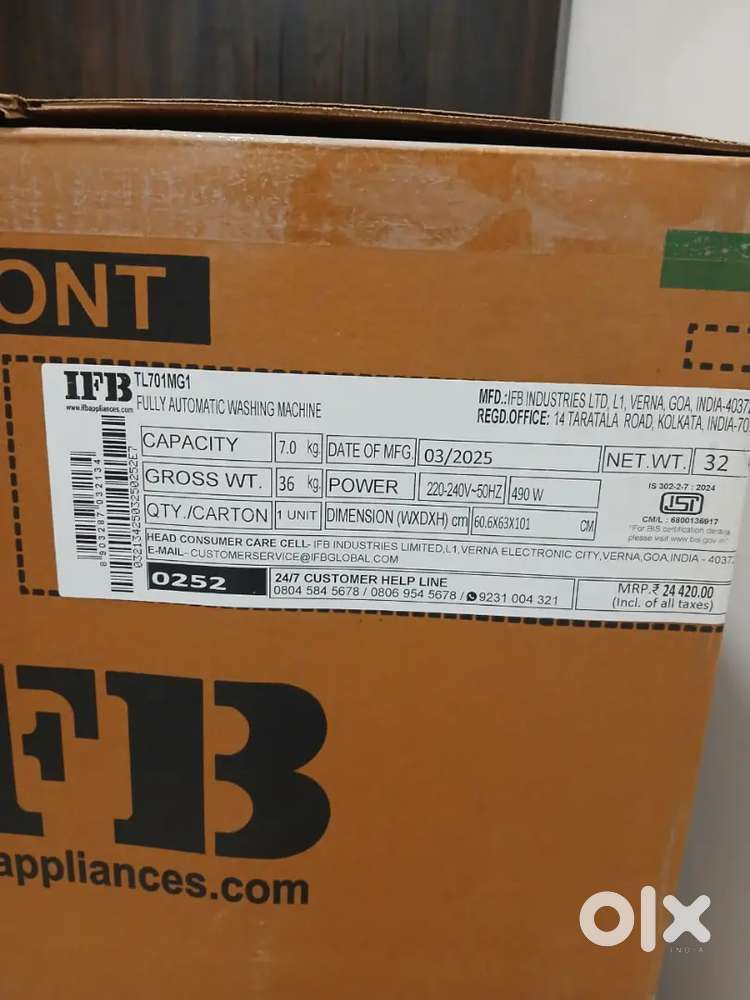 ONT
IFB TL701MG1
www.ifbappliances.com FULLY AUTOMATIC WASHING MACHINE
MFD.:IFB INDUSTRIES LTD, L1, VERNA, GOA, INDIA-4037
REGD.OFFICE: 14 TARATALA ROAD, KOLKATA, INDIA-70
CAPACITY 7.0 kg. DATE OF MFG. 03/2025 NET.WT. 32
GROSS WT. 36 kg. POWER 220-240V~50HZ 490 W
QTY./CARTON 1 UNIT DIMENSION (WXDXH) cm 60.6X63X101 CM
IS 302-2-7 : 2024
ISI
CM/L : 6800136917
"For BIS certification details
please visit www.bis.gov.in"
HEAD CONSUMER CARE CELL- IFB INDUSTRIES LIMITED,L1,VERNA ELECTRONIC CITY,VERNA,GOA,INDIA - 4037
E-MAIL- CUSTOMERSERVICE@IFBGLOBAL.COM
0252
24/7 CUSTOMER HELP LINE
0804 584 5678 / 0806 954 5678 / 9231 004 321
MRP.₹ 24 420.00
(Incl. of all taxes)
8903287032134
0321342503250252E7
FB
appliances.com
olx
INDIA